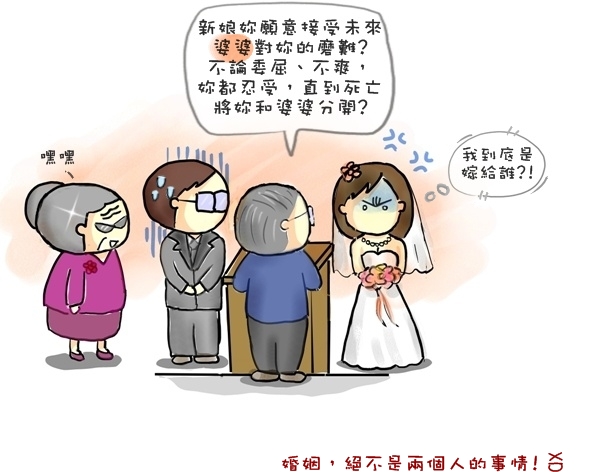 新娘妳願意接受未來
婆婆對妳的磨難?
不論委屈、不爽，
妳都忍受，直到死亡
將妳和婆婆分開?
嘿嘿
我到底是
嫁給誰?!
婚姻，絕不是兩個人的事情!